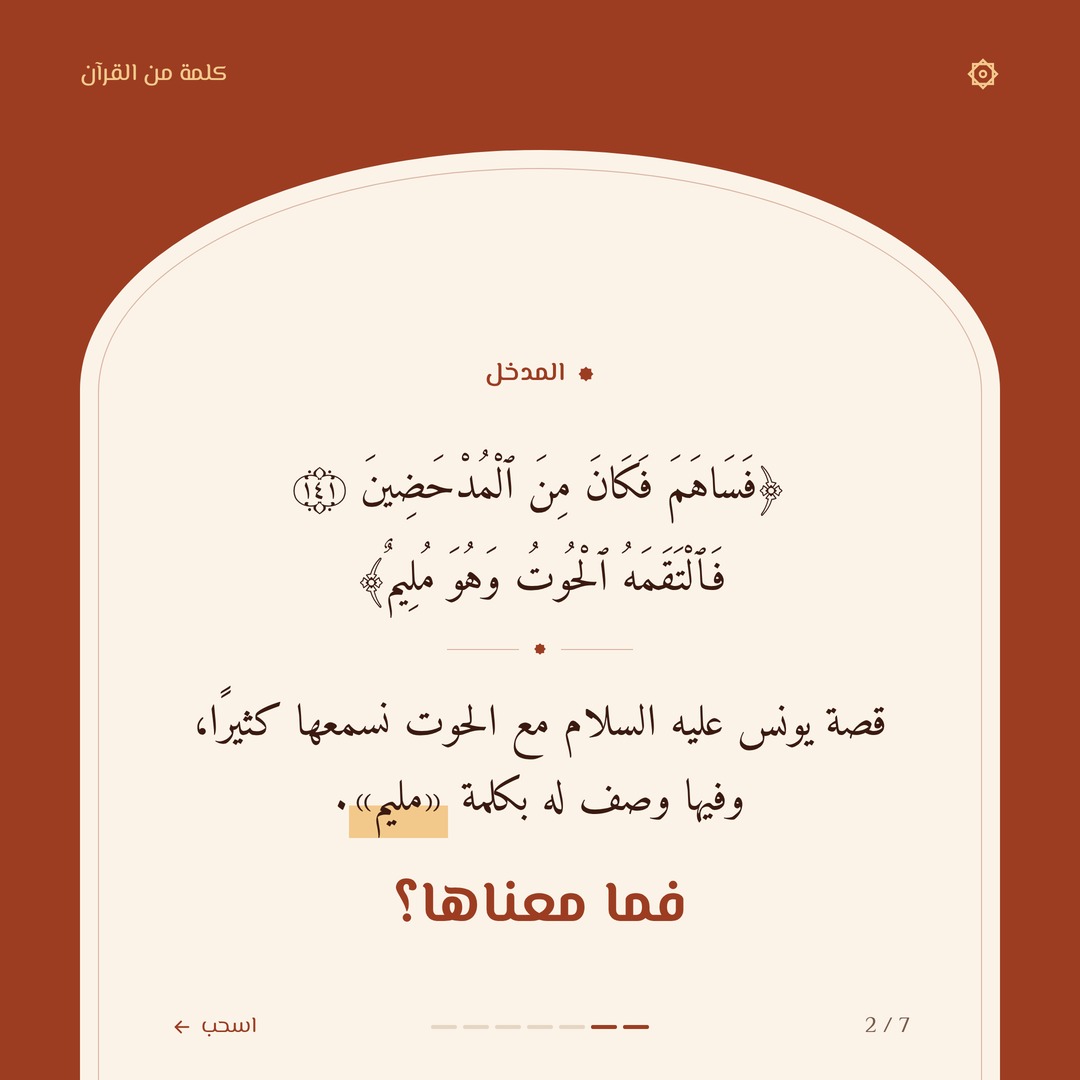 كلمة من القرآن
المدخل
﴿فَسَاهَمَ فَكَانَ مِنَ ٱلْمُدْحَضِينَ ١٤١
فَٱلْتَقَمَهُ ٱلْحُوتُ وَهُوَ مُلِيمٌ﴾
قصة يونس عليه السلام مع الحوت نسمعها كثيرًا،
وفيها وصف له بكلمة «مليم».
فما معناها؟
2 / 7
اسحب ←